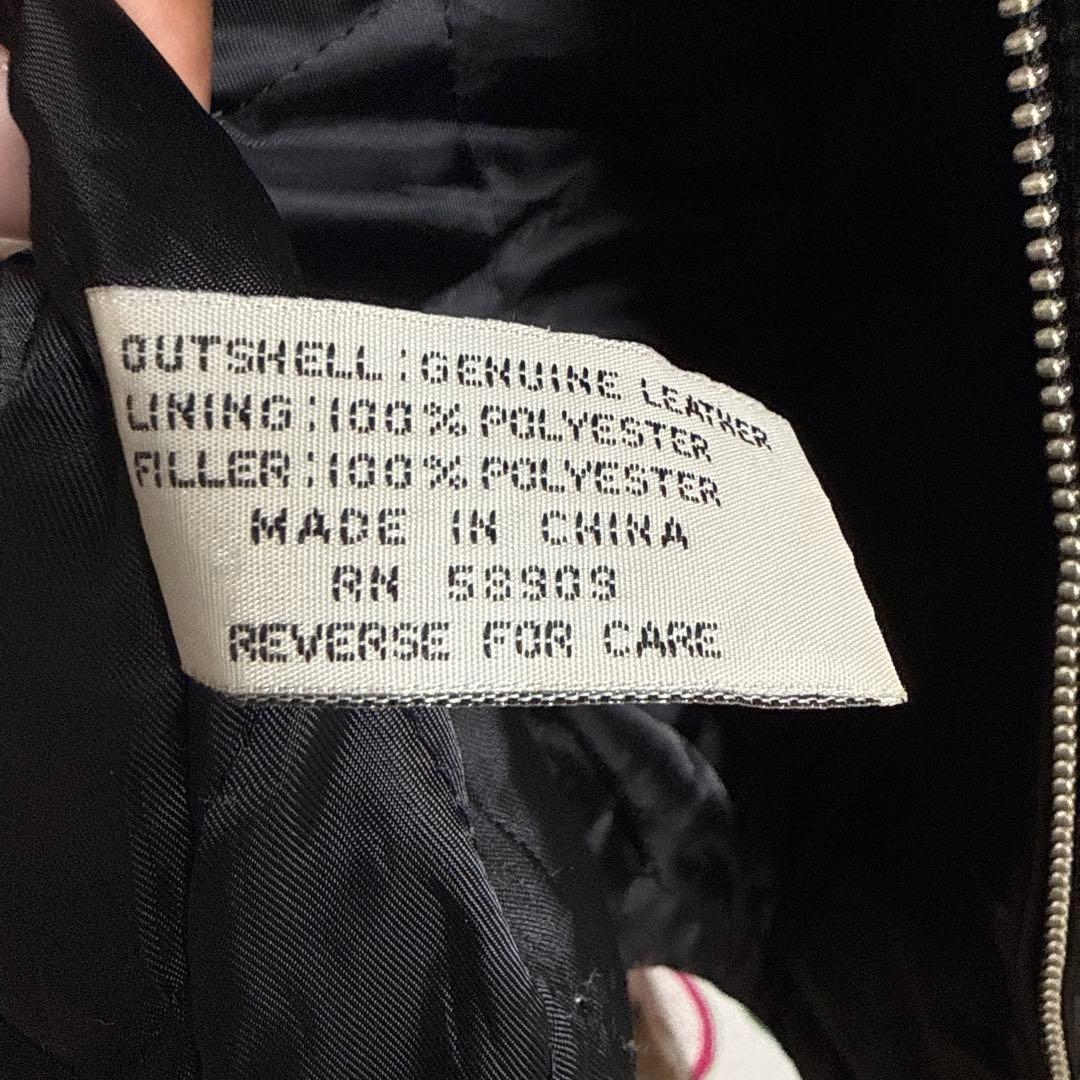 OUTSHELL:GENUINE LEATHER
LINING:100% POLYESTER
FILLER:100% POLYESTER
MADE IN CHINA
RN 58909
REVERSE FOR CARE